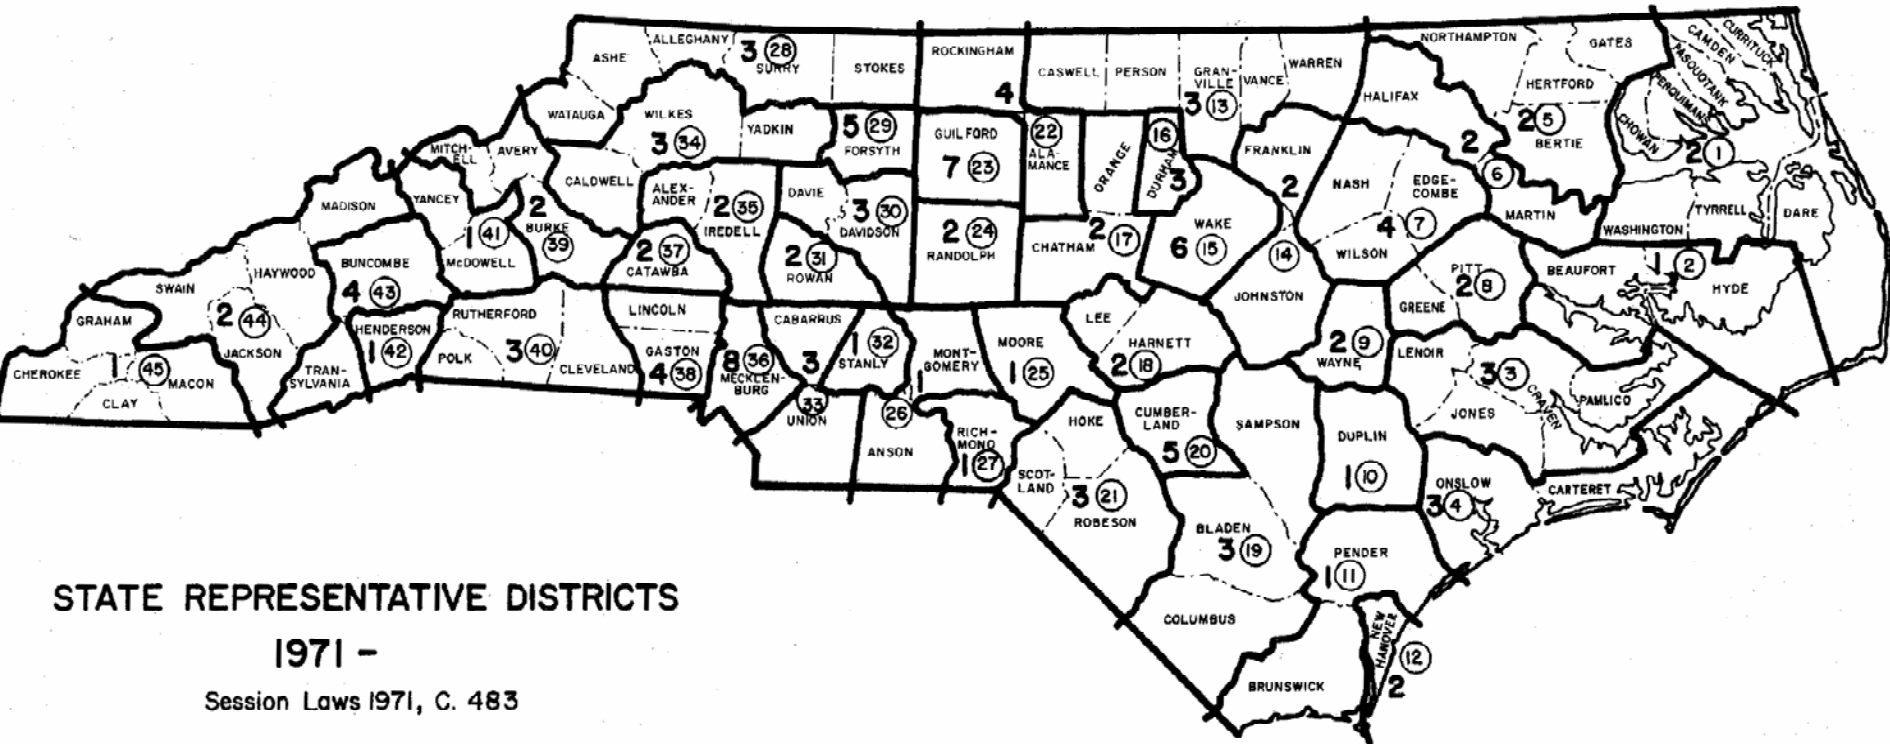 ASHE
ALLEGHANY
3 28
SURRY
STOKES
ROCKINGHAM
4
CASWELL
PERSON
GRAN-
VILLE
3 13
VANCE
WARREN
NORTHAMPTON
GATES
CURRITUCK
CAMDEN
PASQUOTANK
PERQUIMANS
CHOWAN
2 1
HALIFAX
2
6
HERTFORD
2 5
BERTIE
WATAUGA
WILKES
3 34
YADKIN
5 29
FORSYTH
GUILFORD
7 23
22
ALA-
MANCE
ORANGE
16
DURHAM
3
FRANKLIN
2
14
NASH
EDGE-
COMBE
4 7
WILSON
MARTIN
WASHINGTON
TYRRELL
DARE
MITCH-
ELL
AVERY
CALDWELL
ALEX-
ANDER
2 35
IREDELL
DAVIE
3 30
DAVIDSON
2 24
RANDOLPH
CHATHAM
2 17
WAKE
6 15
MADISON
YANCEY
1 41
McDOWELL
2
BURKE
39
2 37
CATAWBA
2 31
ROWAN
JOHNSTON
PITT
2 8
GREENE
BEAUFORT
1 2
HYDE
SWAIN
HAYWOOD
2 44
JACKSON
BUNCOMBE
4 43
RUTHERFORD
POLK
3 40
CLEVELAND
LINCOLN
GASTON
4 38
8 36
MECKLEN-
BURG
CABARRUS
3
33
UNION
1 32
STANLY
MONT-
GOMERY
1
26
ANSON
MOORE
1 25
LEE
HARNETT
2 18
2 9
WAYNE
LENOIR
3 3
CRAVEN
PAMLICO
JONES
GRAHAM
CHEROKEE
1 45
MACON
CLAY
TRAN-
SYLVANIA
HENDERSON
1 42
RICH-
MOND
1 27
HOKE
SCOT-
LAND
3 21
ROBESON
CUMBER-
LAND
5 20
SAMPSON
DUPLIN
1 10
ONSLOW
3 4
CARTERET
BLADEN
3 19
PENDER
1 11
COLUMBUS
BRUNSWICK
NEW
HANOVER
12
2
STATE REPRESENTATIVE DISTRICTS
1971 –
Session Laws 1971, C. 483